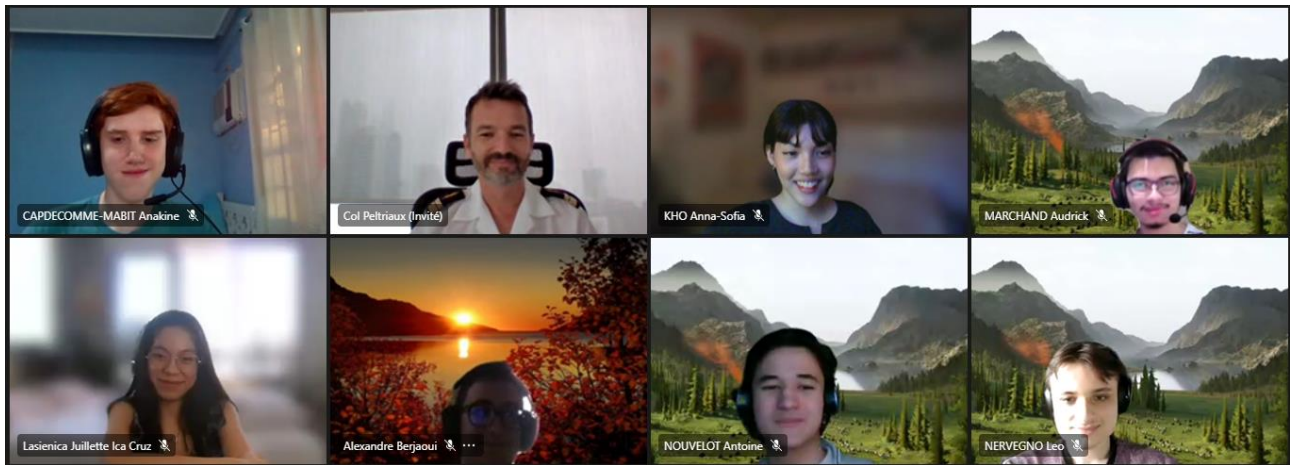 CAPDECOMME-MABIT Anakine
Col Peltriaux (Invité)
KHO Anna-Sofia
MARCHAND Audrick
Lasienica Juillette Ica Cruz
Alexandre Berjaoui
NOUVELOT Antoine
NERVEGNO Leo